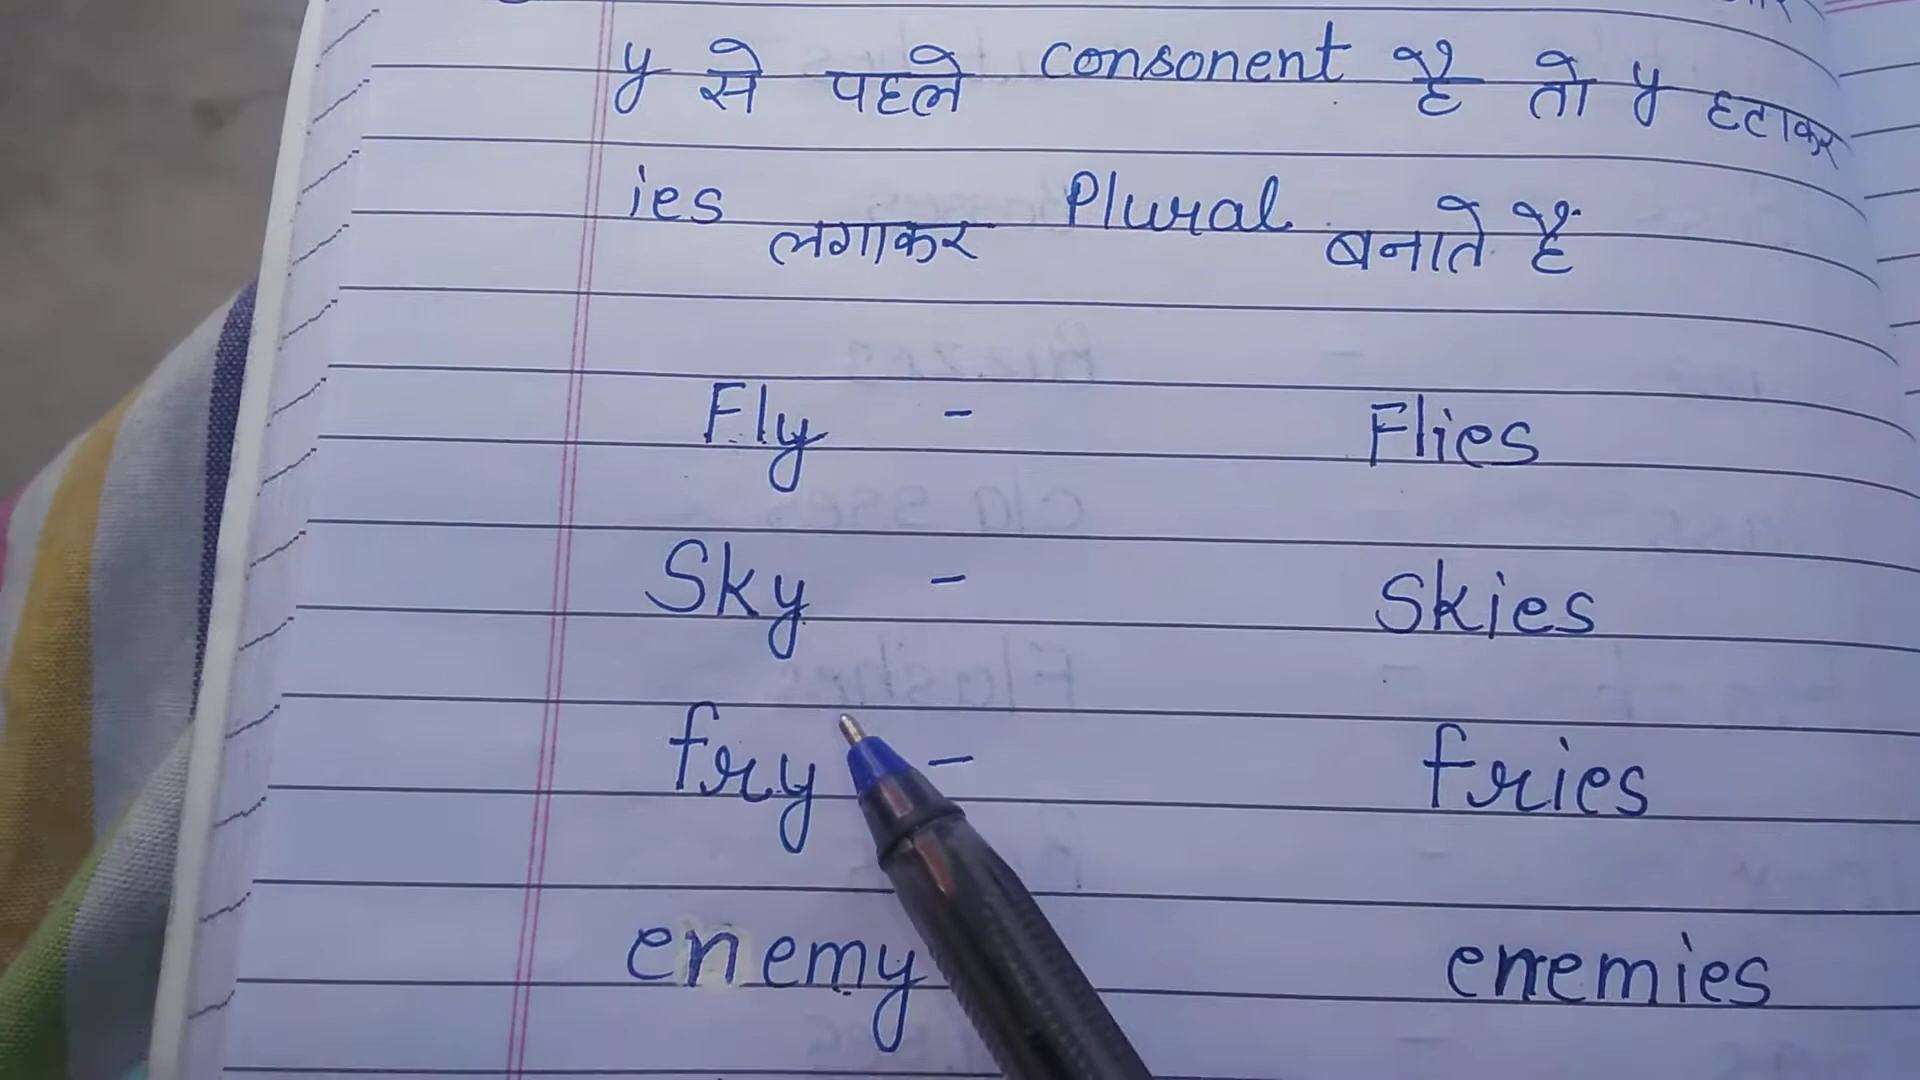 y से पहले consonent है तो y हटाकर
ies लगाकर Plural बनाते हैं
Fly - Flies
Sky - Skies
fry - fries
enemy enemies